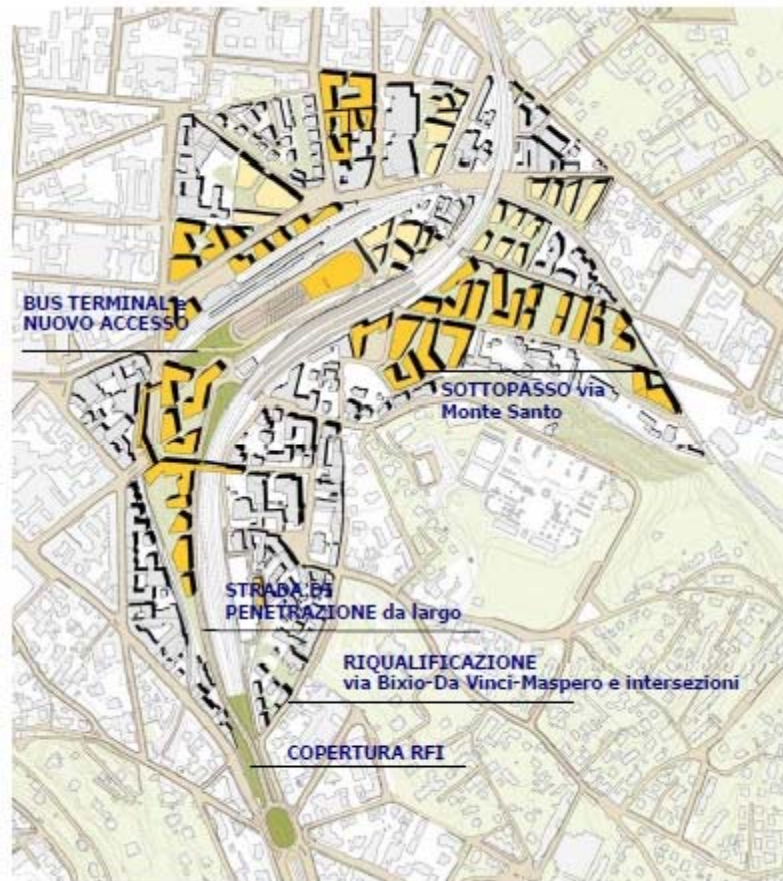 BUS TERMINAL e
NUOVO ACCESSO
SOTTOPASSO via
Monte Santo
STRADA DI
PENETRAZIONE da largo
RIQUALIFICAZIONE
via Bixio-Da Vinci-Maspero e intersezioni
COPERTURA RFI